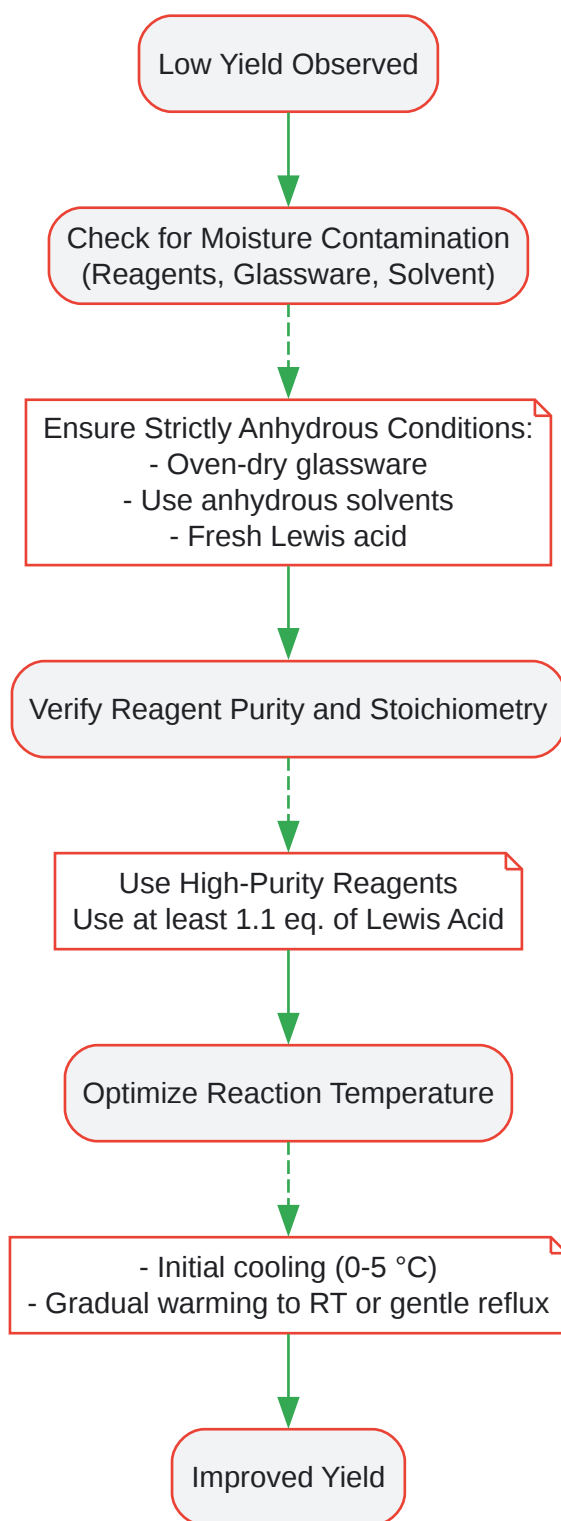 Low Yield Observed
Check for Moisture Contamination
(Reagents, Glassware, Solvent)
Ensure Strictly Anhydrous Conditions:
- Oven-dry glassware
- Use anhydrous solvents
- Fresh Lewis acid
Verify Reagent Purity and Stoichiometry
Use High-Purity Reagents
Use at least 1.1 eq. of Lewis Acid
Optimize Reaction Temperature
- Initial cooling (0-5 °C)
- Gradual warming to RT or gentle reflux
Improved Yield